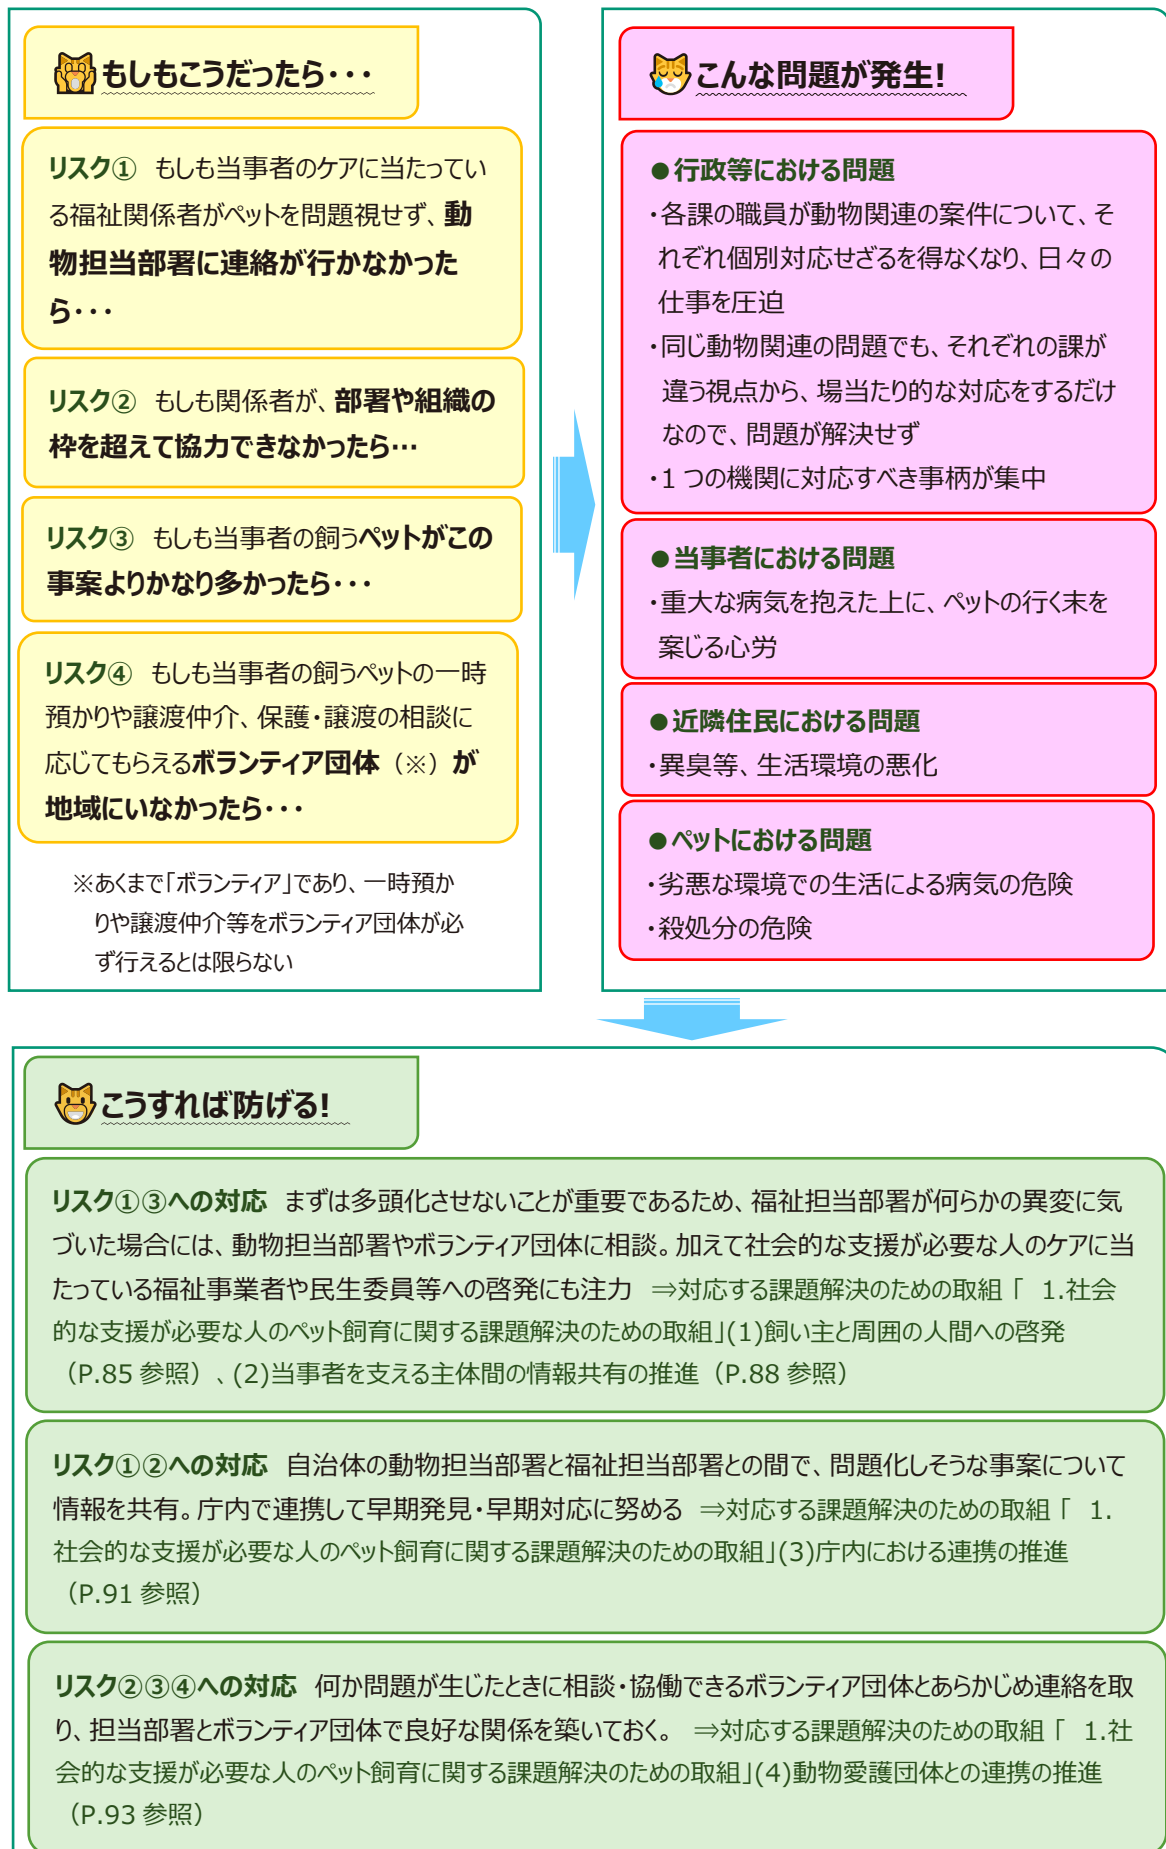 もしもこうだったら・・・
リスク① もしも当事者のケアに当たってい
る福祉関係者がペットを問題視せず、動
物担当部署に連絡が行かなかった
ら・・・
リスク② もしも関係者が、部署や組織の
枠を超えて協力できなかったら…
リスク③ もしも当事者の飼うペットがこの
事案よりかなり多かったら・・・
リスク④ もしも当事者の飼うペットの一時
預かりや譲渡仲介、保護・譲渡の相談に
応じてもらえるボランティア団体（※）が
地域にいなかったら・・・
※あくまで「ボランティア」であり、一時預か
りや譲渡仲介等をボランティア団体が必
ず行えるとは限らない
こんな問題が発生！
●行政等における問題
・各課の職員が動物関連の案件について、そ
れぞれ個別対応せざるを得なくなり、日々の
仕事を圧迫
・同じ動物関連の問題でも、それぞれの課が
違う視点から、場当たり的な対応をするだけ
なので、問題が解決せず
・1 つの機関に対応すべき事柄が集中
●当事者における問題
・重大な病気を抱えた上に、ペットの行く末を
案じる心労
●近隣住民における問題
・異臭等、生活環境の悪化
●ペットにおける問題
・劣悪な環境での生活による病気の危険
・殺処分の危険
こうすれば防げる！
リスク①③への対応 まずは多頭化させないことが重要であるため、福祉担当部署が何らかの異変に気
づいた場合には、動物担当部署やボランティア団体に相談。加えて社会的な支援が必要な人のケアに当
たっている福祉事業者や民生委員等への啓発にも注力 ⇒対応する課題解決のための取組「 1.社会
的な支援が必要な人のペット飼育に関する課題解決のための取組」(1)飼い主と周囲の人間への啓発
（P.85 参照）、(2)当事者を支える主体間の情報共有の推進（P.88 参照）
リスク①②への対応 自治体の動物担当部署と福祉担当部署との間で、問題化しそうな事案について
情報を共有。庁内で連携して早期発見・早期対応に努める ⇒対応する課題解決のための取組「 1.
社会的な支援が必要な人のペット飼育に関する課題解決のための取組」(3)庁内における連携の推進
（P.91 参照）
リスク②③④への対応 何か問題が生じたときに相談・協働できるボランティア団体とあらかじめ連絡を取
り、担当部署とボランティア団体で良好な関係を築いておく。 ⇒対応する課題解決のための取組「 1.社
会的な支援が必要な人のペット飼育に関する課題解決のための取組」(4)動物愛護団体との連携の推進
（P.93 参照）